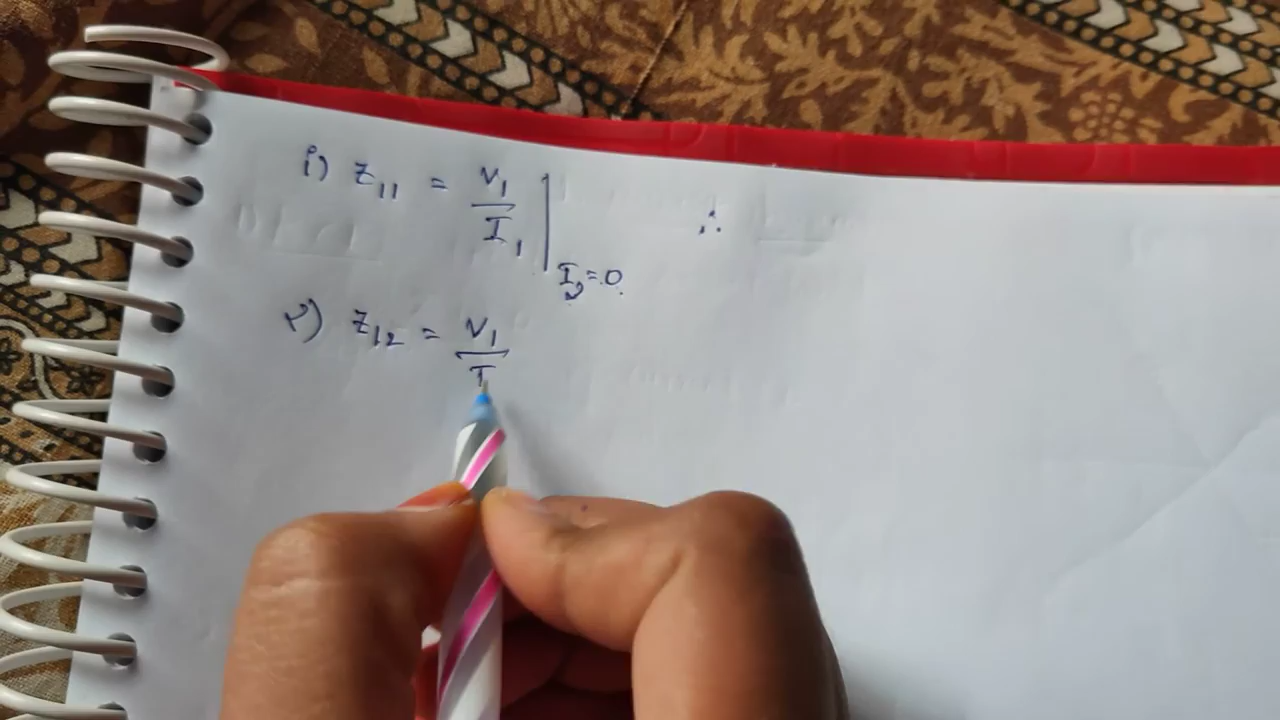 i) Z11 = V1/I1 | I2=0. ∴
2) Z12 = V1/I